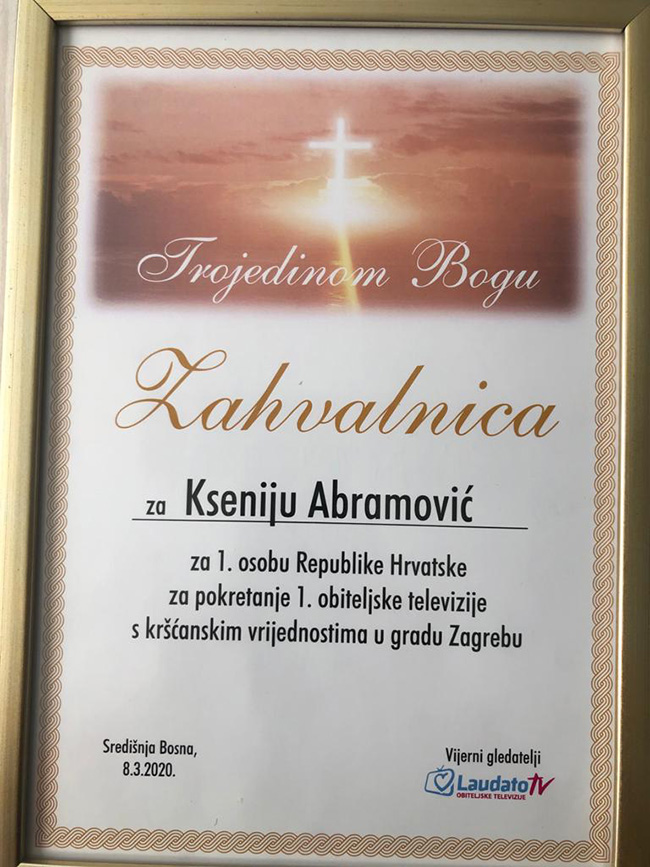 Trojedinom Bogu
Zahvalnica
za Kseniju Abramović
za 1. osobu Republike Hrvatske
za pokretanje 1. obiteljske televizije
s kršćanskim vrijednostima u gradu Zagrebu
Središnja Bosna,
8.3.2020.
Vijerni gledatelji
LaudatoTV
OBITELJSKE TELEVIZIJE